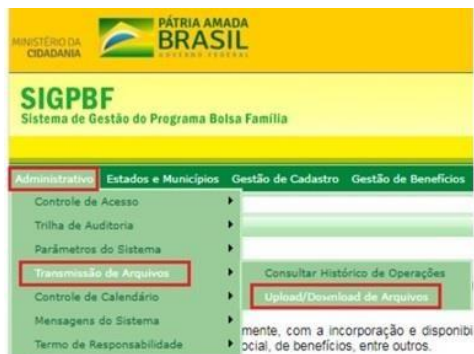 MINISTÉRIO DA
CIDADANIA
PÁTRIA AMADA
BRASIL
GOVERNO FEDERAL
SIGPBF
Sistema de Gestão do Programa Bolsa Família
Administrativo Estados e Municípios Gestão de Cadastro Gestão de Benefícios
Controle de Acesso
Trilha de Auditoria
Parâmetros do Sistema
Transmissão de Arquivos
Consultar Histórico de Operações
Controle de Calendário
Upload/Download de Arquivos
Mensagens do Sistema
mente, com a incorporação e disponibi
Termo de Responsabilidade
ocial, de benefícios, entre outros.